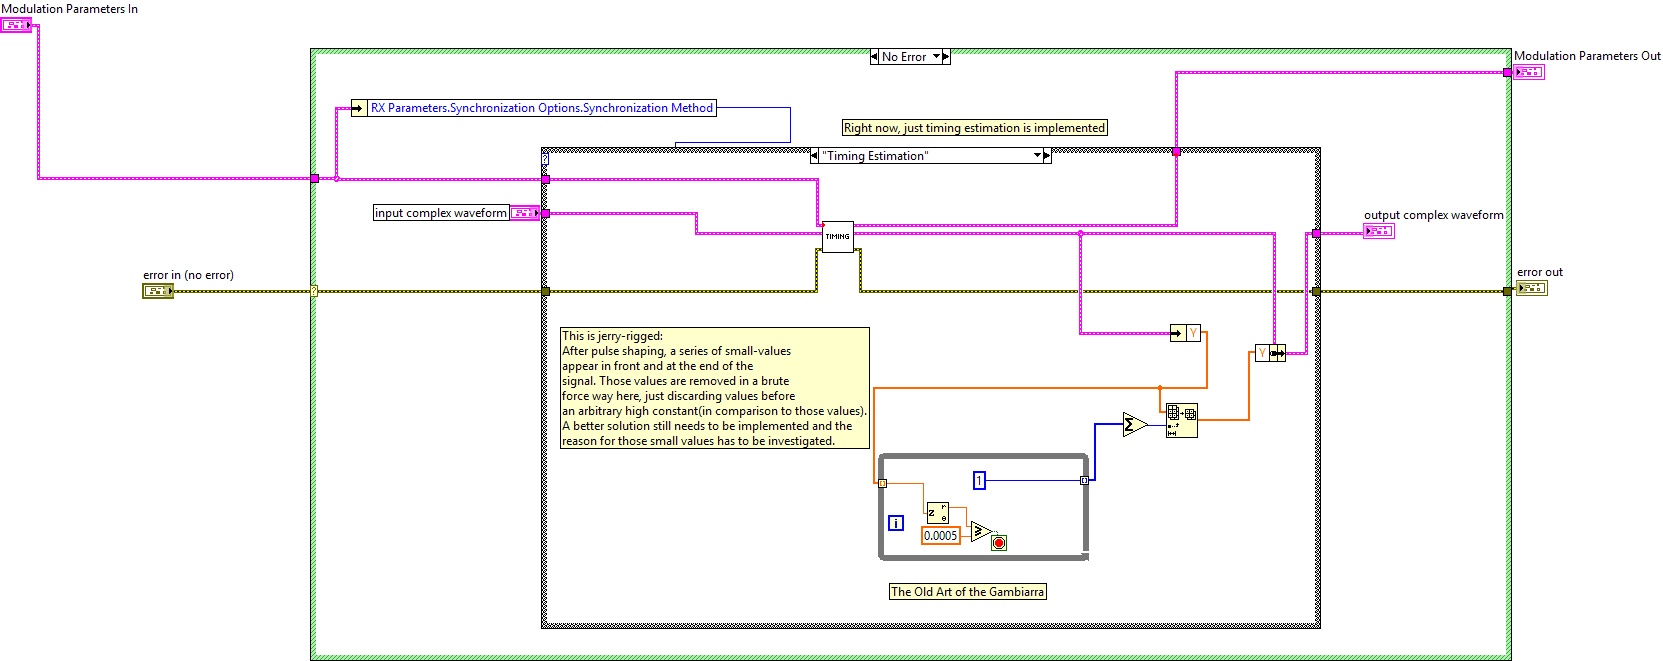 Modulation Parameters In
No Error
Modulation Parameters Out
RX Parameters.Synchronization Options.Synchronization Method
Right now, just timing estimation is implemented
?
"Timing Estimation"
input complex waveform
TIMING
output complex waveform
error in (no error)
?
error out
This is jerry-rigged:
After pulse shaping, a series of small-values
appear in front and at the end of the
signal. Those values are removed in a brute
force way here, just discarding values before
an arbitrary high constant(in comparison to those values).
A better solution still needs to be implemented and the
reason for those small values has to be investigated.
Y
Y
Σ
1
z r θ
i
0.0005
≥
The Old Art of the Gambiarra